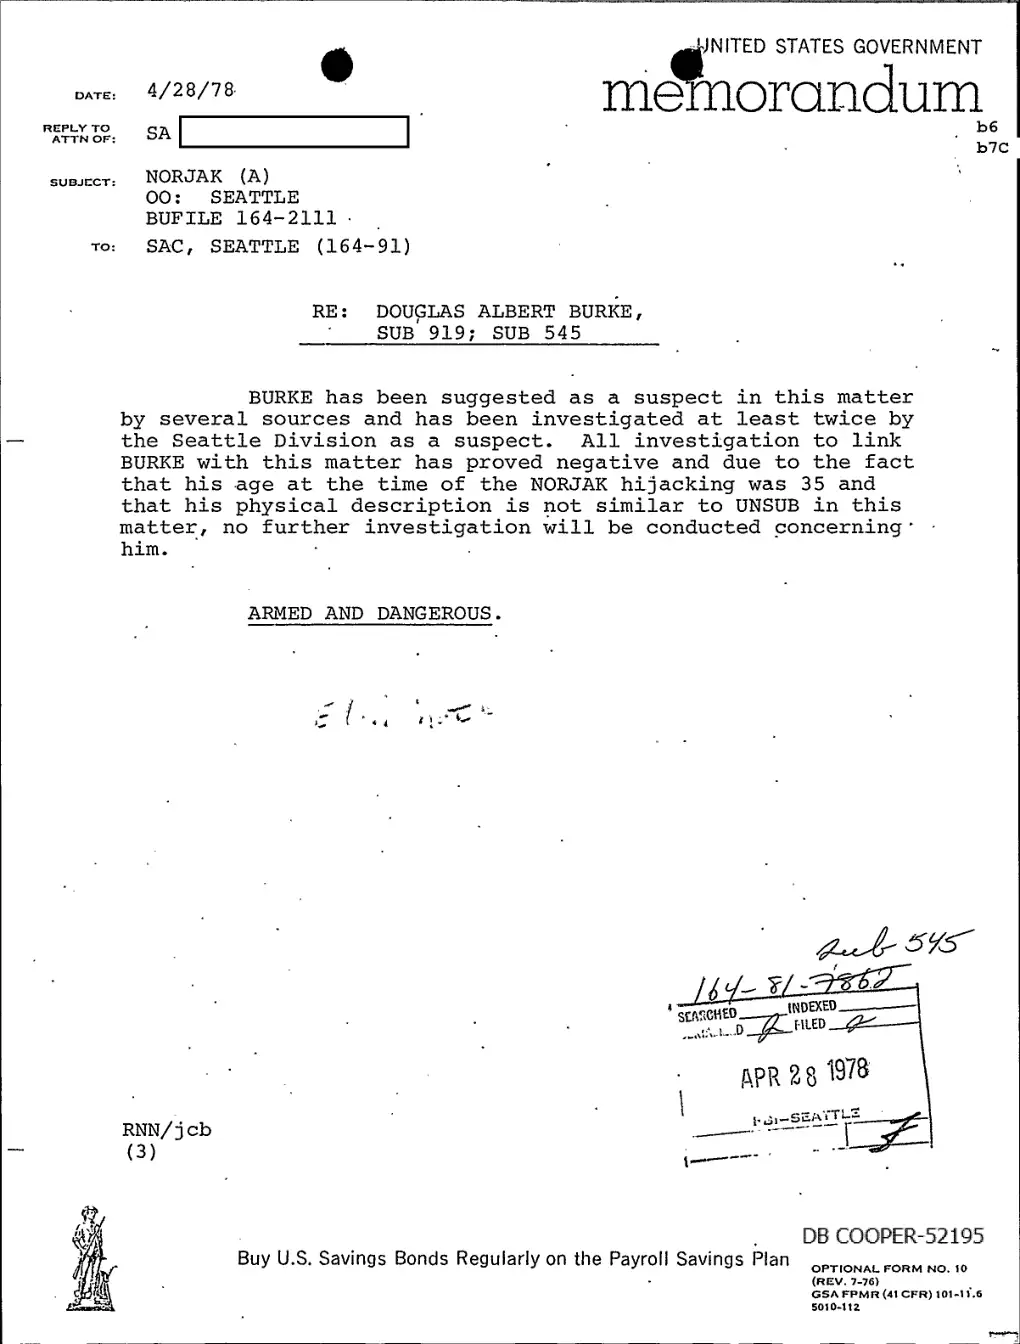 UNITED STATES GOVERNMENT
memorandum
DATE: 4/28/78
REPLY TO
ATTN OF: SA
b6
b7C
SUBJECT: NORJAK (A)
OO: SEATTLE
BUFILE 164-2111
TO: SAC, SEATTLE (164-91)
RE: DOUGLAS ALBERT BURKE,
SUB 919; SUB 545
BURKE has been suggested as a suspect in this matter
by several sources and has been investigated at least twice by
the Seattle Division as a suspect. All investigation to link
BURKE with this matter has proved negative and due to the fact
that his age at the time of the NORJAK hijacking was 35 and
that his physical description is not similar to UNSUB in this
matter, no further investigation will be conducted concerning
him.
ARMED AND DANGEROUS.
Sub 545
164-81-7862
SEARCHED INDEXED
FILED
APR 28 1978
FBI-SEATTLE
RNN/jcb
(3)
DB COOPER-52195
Buy U.S. Savings Bonds Regularly on the Payroll Savings Plan
OPTIONAL FORM NO. 10
(REV. 7-76)
GSA FPMR (41 CFR) 101-11.6
5010-112